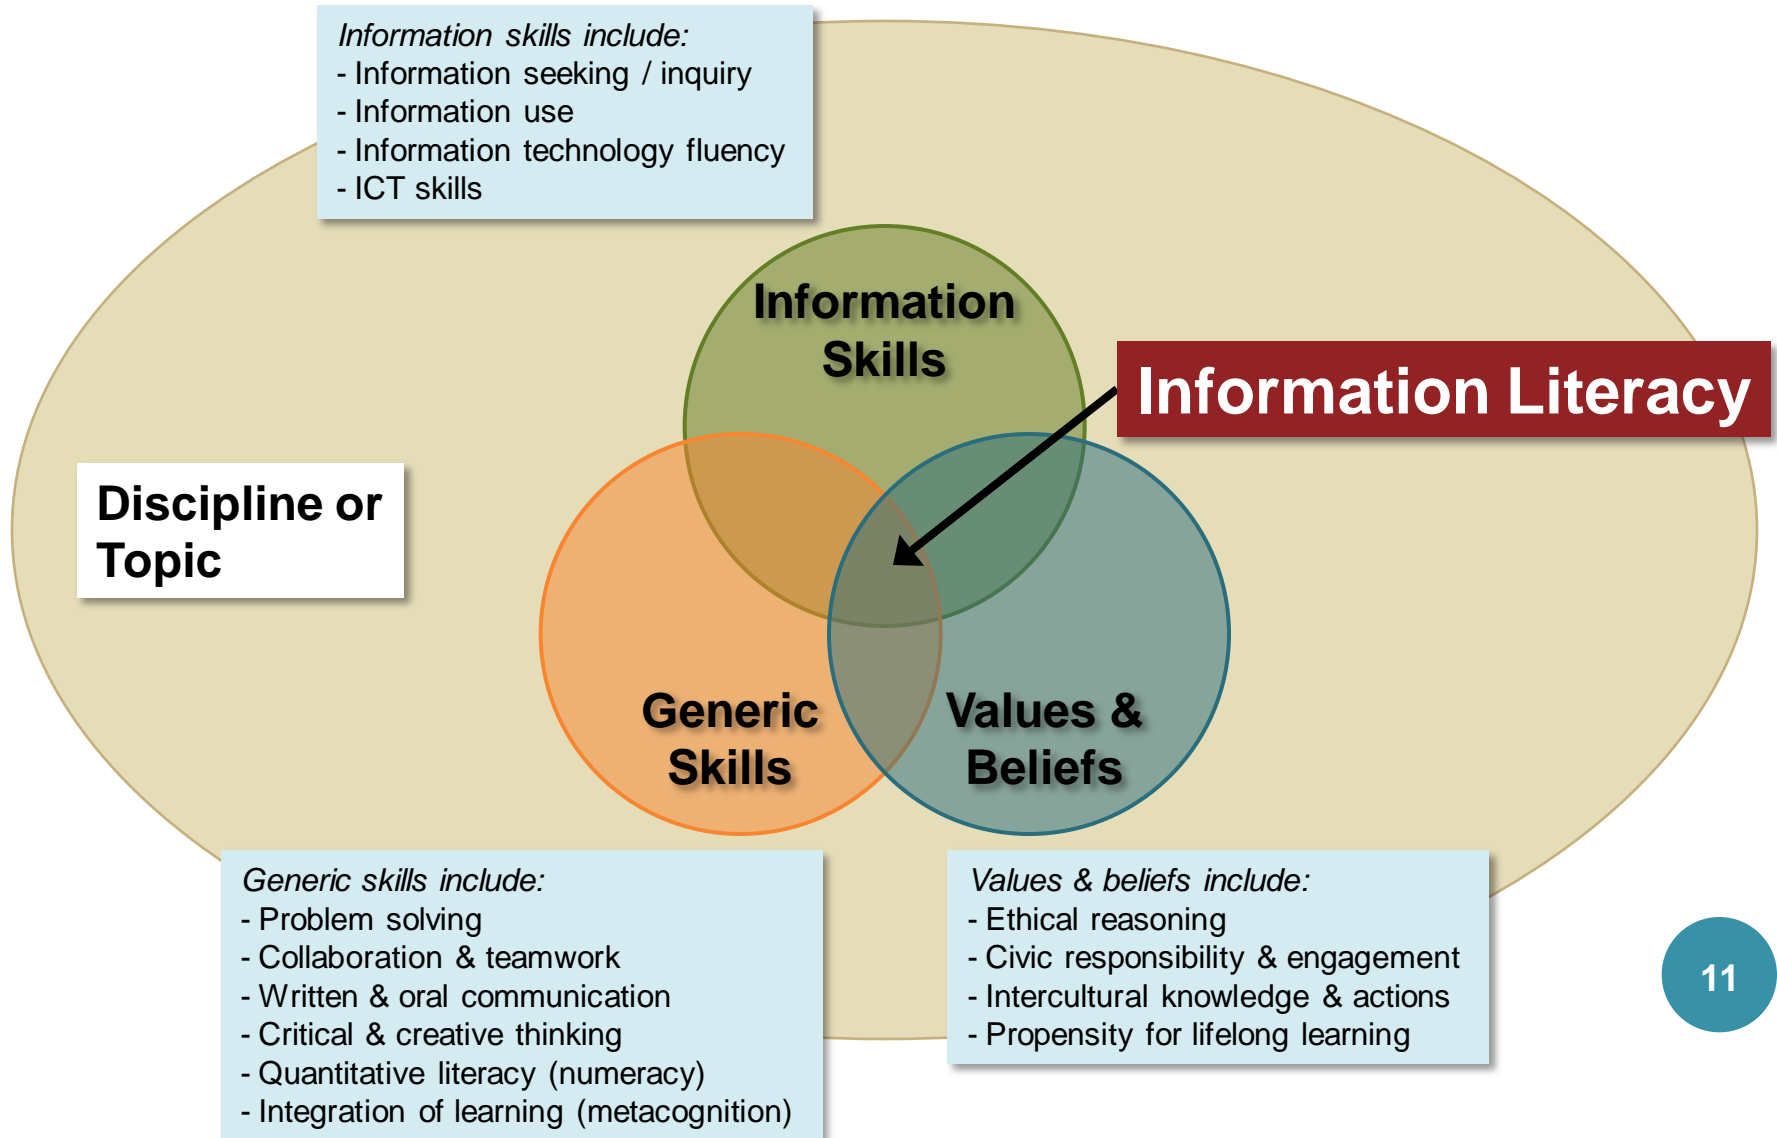 Information skills include:
- Information seeking / inquiry
- Information use
- Information technology fluency
- ICT skills
Information
Skills
Information Literacy
Discipline or
Topic
Generic
Skills
Values &
Beliefs
Generic skills include:
- Problem solving
- Collaboration & teamwork
- Written & oral communication
- Critical & creative thinking
- Quantitative literacy (numeracy)
- Integration of learning (metacognition)
Values & beliefs include:
- Ethical reasoning
- Civic responsibility & engagement
- Intercultural knowledge & actions
- Propensity for lifelong learning
11